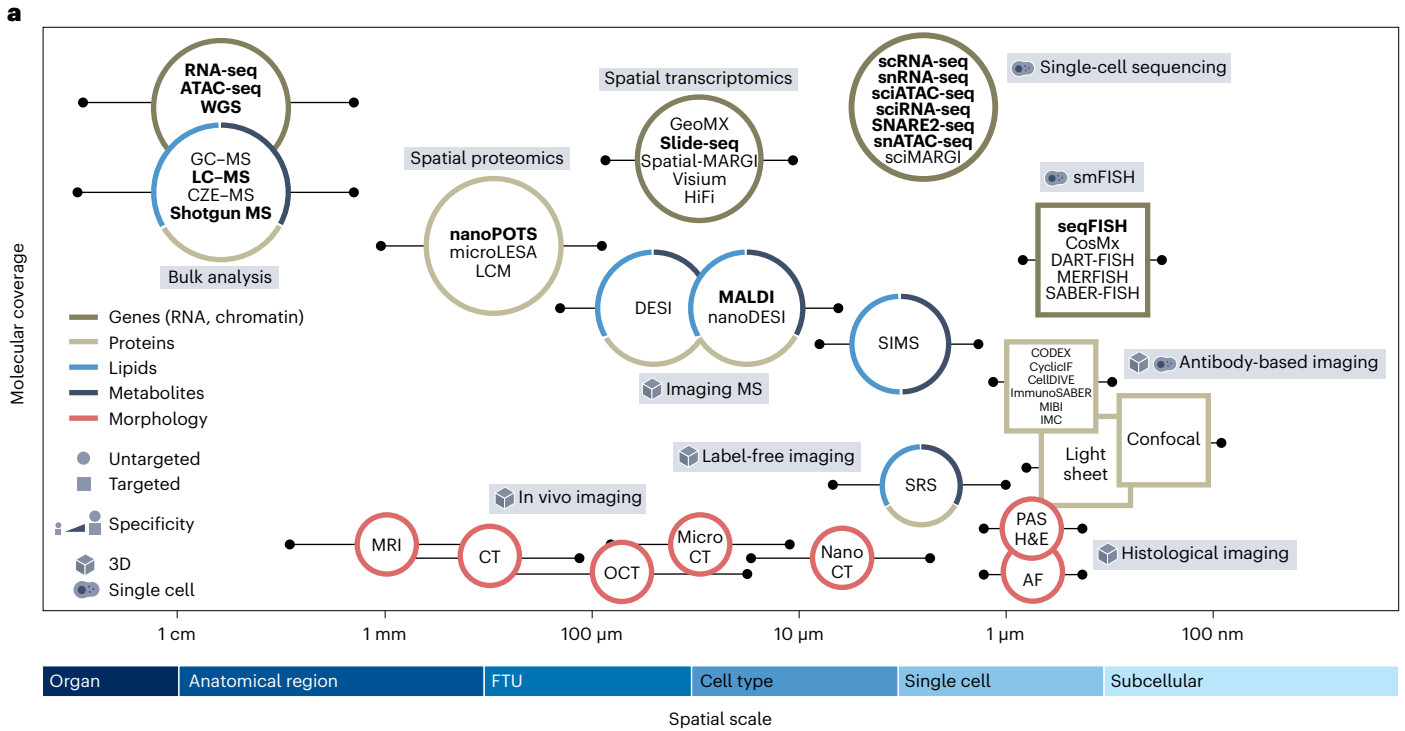 a
Molecular coverage
RNA-seq
ATAC-seq
WGS
GC–MS
LC–MS
CZE–MS
Shotgun MS
Bulk analysis
Spatial proteomics
nanoPOTS
microLESA
LCM
Spatial transcriptomics
GeoMX
Slide-seq
Spatial-MARGI
Visium
HiFi
scRNA-seq
snRNA-seq
sciATAC-seq
sciRNA-seq
SNARE2-seq
snATAC-seq
sciMARGI
Single-cell sequencing
smFISH
seqFISH
CosMx
DART-FISH
MERFISH
SABER-FISH
DESI
MALDI
nanoDESI
Imaging MS
SIMS
CODEX
CyclicIF
CellDIVE
ImmunoSABER
MIBI
IMC
Antibody-based imaging
Light
sheet
Confocal
Genes (RNA, chromatin)
Proteins
Lipids
Metabolites
Morphology
Untargeted
Targeted
Specificity
3D
Single cell
Label-free imaging
SRS
In vivo imaging
MRI
CT
OCT
Micro
CT
Nano
CT
PAS
H&E
AF
Histological imaging
1 cm
1 mm
100 µm
10 µm
1 µm
100 nm
Organ
Anatomical region
FTU
Cell type
Single cell
Subcellular
Spatial scale